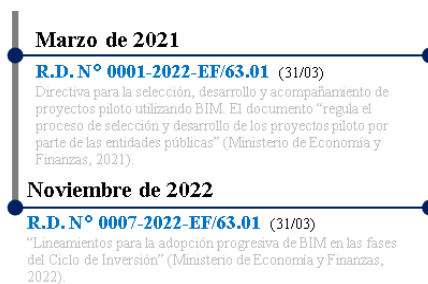 Marzo de 2021
R.D. N° 0001-2022-EF/63.01 (31/03)
Directiva para la selección, desarrollo y acompañamiento de
proyectos piloto utilizando BIM. El documento “regula el
proceso de selección y desarrollo de los proyectos piloto por
parte de las entidades públicas” (Ministerio de Economía y
Finanzas, 2021).
Noviembre de 2022
R.D. N° 0007-2022-EF/63.01 (31/03)
“Lineamientos para la adopción progresiva de BIM en las fases
del Ciclo de Inversión” (Ministerio de Economía y Finanzas,
2022).